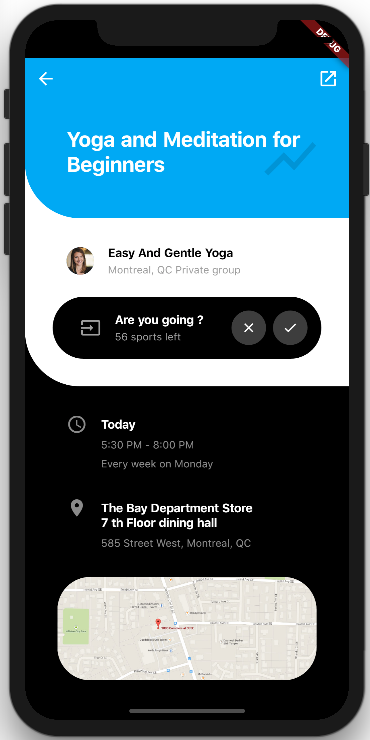 DEBUG
Yoga and Meditation for
Beginners
Easy And Gentle Yoga
Montreal, QC Private group
Are you going ?
56 sports left
Today
5:30 PM - 8:00 PM
Every week on Monday
The Bay Department Store
7 th Floor dining hall
585 Street West, Montreal, QC